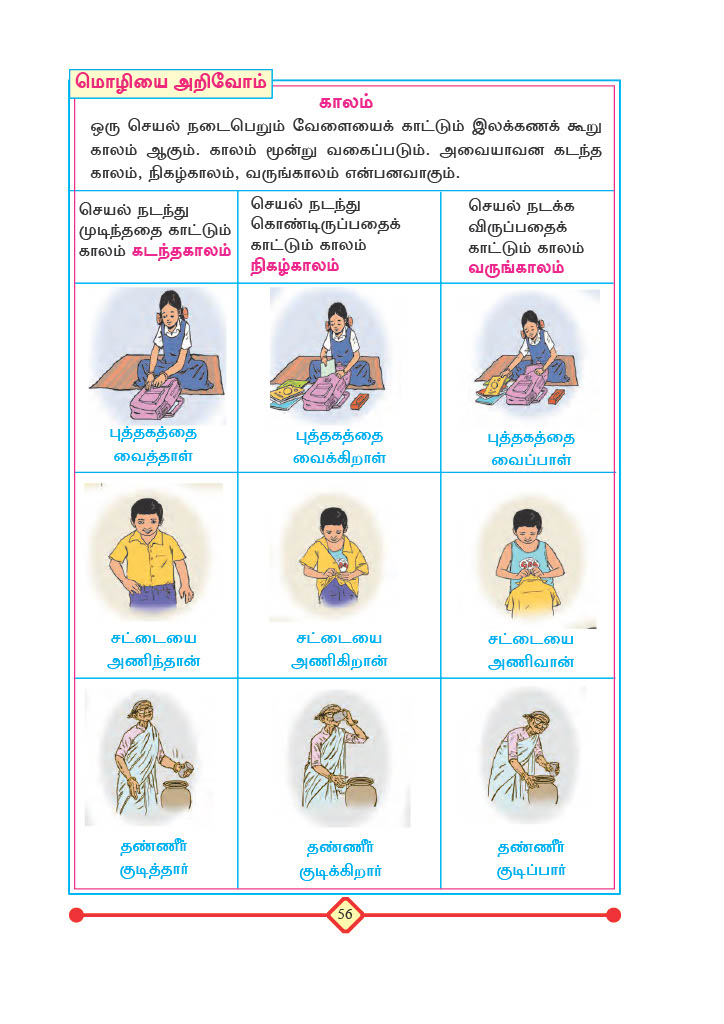 மொழியை அறிவோம்
காலம்
ஒரு செயல் நடைபெறும் வேளையைக் காட்டும் இலக்கணக் கூறு
காலம் ஆகும். காலம் மூன்று வகைப்படும். அவையாவன கடந்த
காலம், நிகழ்காலம், வருங்காலம் என்பனவாகும்.
செயல் நடந்து
முடிந்ததை காட்டும்
காலம் கடந்தகாலம்
செயல் நடந்து
கொண்டிருப்பதைக்
காட்டும் காலம்
நிகழ்காலம்
செயல் நடக்க
விருப்பதைக்
காட்டும் காலம்
வருங்காலம்
புத்தகத்தை
வைத்தாள்
புத்தகத்தை
வைக்கிறாள்
புத்தகத்தை
வைப்பாள்
சட்டையை
அணிந்தான்
சட்டையை
அணிகிறான்
சட்டையை
அணிவான்
தண்ணீர்
குடித்தார்
தண்ணீர்
குடிக்கிறார்
தண்ணீர்
குடிப்பார்
56